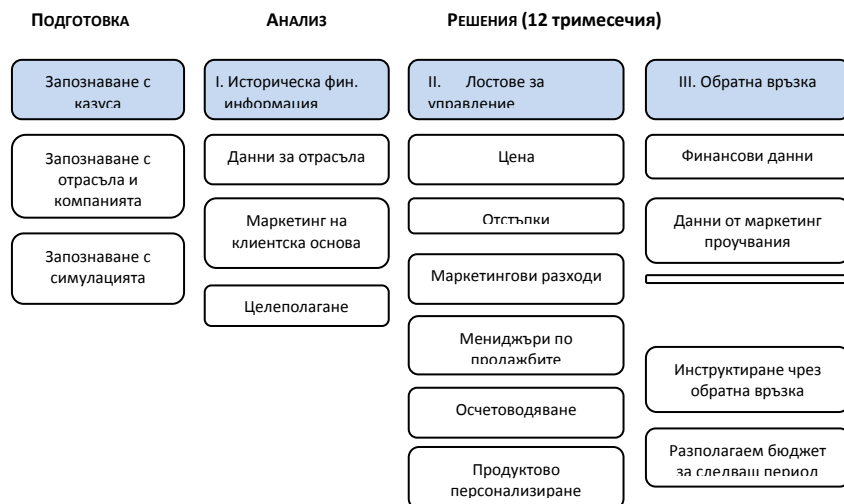 ПОДГОТОВКА
АНАЛИЗ
РЕШЕНИЯ (12 тримесечия)
Запознаване с
казуса
Запознаване с
отрасъла и
компанията
Запознаване с
симулацията
I. Историческа фин.
информация
Данни за отрасъла
Маркетинг на
клиентска основа
Целеполагане
II. Лостове за
управление
Цена
Отстъпки
Маркетингови разходи
Мениджъри по
продажбите
Осчетоводяване
Продуктово
персонализиране
III. Обратна връзка
Финансови данни
Данни от маркетинг
проучвания
Инструктиране чрез
обратна връзка
Разполагаем бюджет
за следващ период